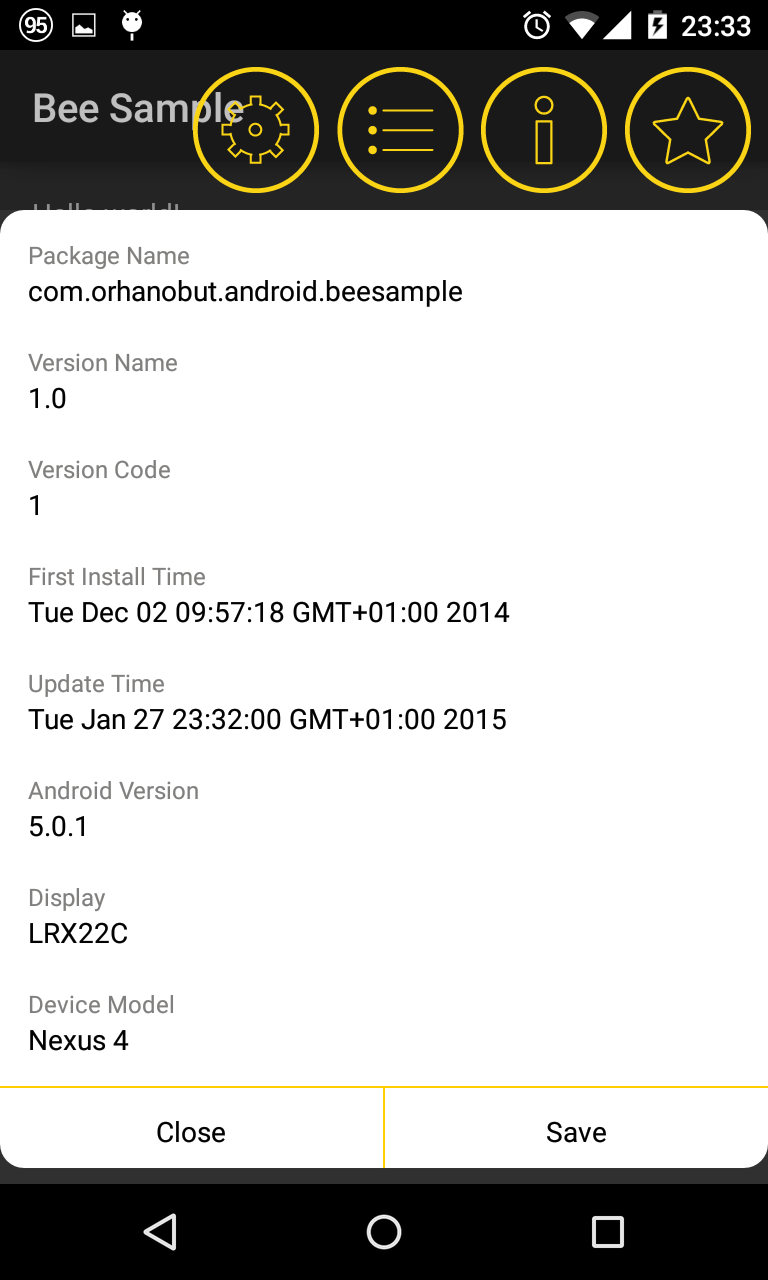 95
23:33
Bee Sample
Hello world!
Package Name
com.orhanobut.android.beesample
Version Name
1.0
Version Code
1
First Install Time
Tue Dec 02 09:57:18 GMT+01:00 2014
Update Time
Tue Jan 27 23:32:00 GMT+01:00 2015
Android Version
5.0.1
Display
LRX22C
Device Model
Nexus 4
Close
Save